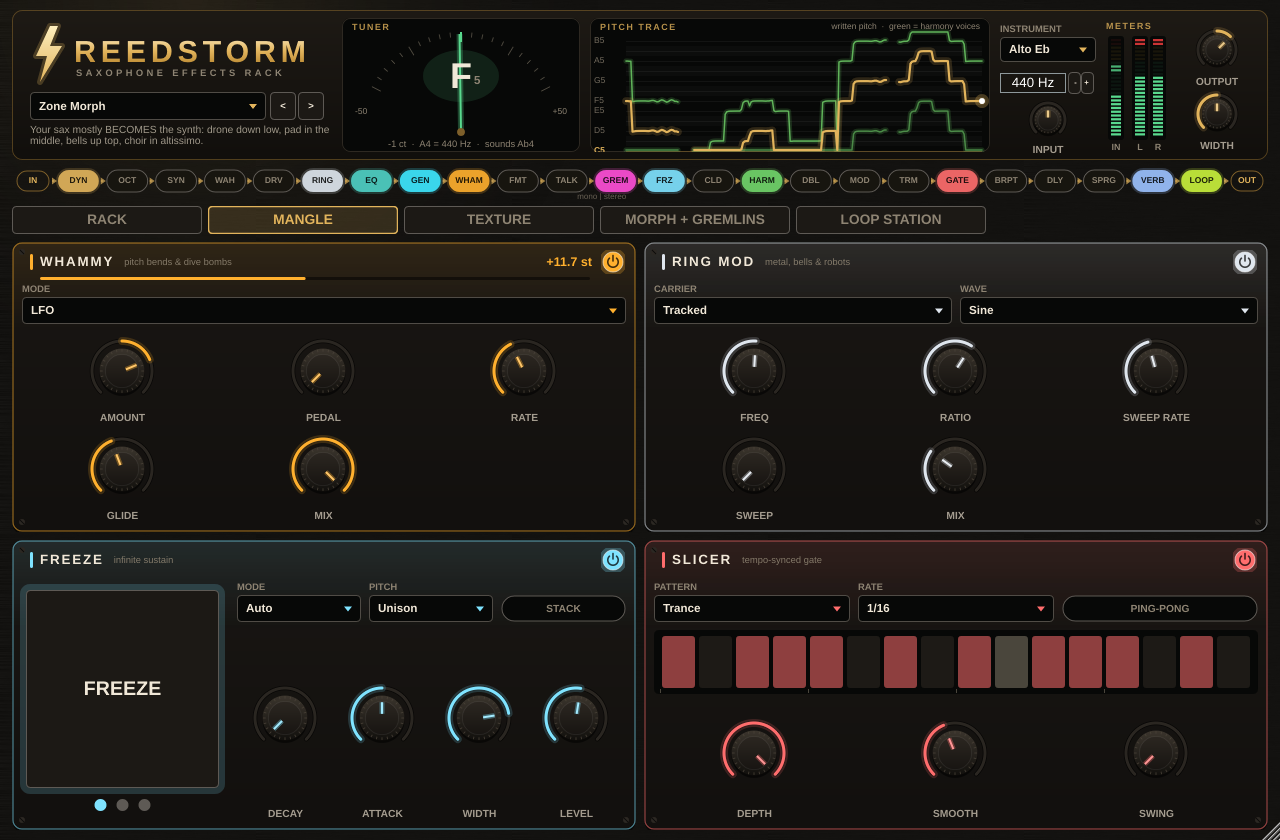 REEDSTORM
SAXOPHONE EFFECTS RACK
Zone Morph
<
>
Your sax mostly BECOMES the synth: drone down low, pad in the
middle, bells up top, choir in altissimo.
TUNER
F5
-50
+50
-1 ct · A4 = 440 Hz · sounds Ab4
PITCH TRACE
written pitch · green = harmony voices
B5
A5
G5
F5
E5
D5
C5
INSTRUMENT
Alto Eb
440 Hz
-
+
INPUT
METERS
IN
L
R
OUTPUT
WIDTH
IN
DYN
OCT
SYN
WAH
DRV
RING
EQ
GEN
WHAM
FMT
TALK
GREM
FRZ
CLD
HARM
DBL
MOD
TRM
GATE
BRPT
DLY
SPRG
VERB
LOOP
OUT
mono | stereo
RACK
MANGLE
TEXTURE
MORPH + GREMLINS
LOOP STATION
WHAMMY
pitch bends & dive bombs
+11.7 st
MODE
LFO
AMOUNT
PEDAL
RATE
GLIDE
MIX
RING MOD
metal, bells & robots
CARRIER
WAVE
Tracked
Sine
FREQ
RATIO
SWEEP RATE
SWEEP
MIX
FREEZE
infinite sustain
FREEZE
MODE
PITCH
Auto
Unison
STACK
DECAY
ATTACK
WIDTH
LEVEL
SLICER
tempo-synced gate
PATTERN
RATE
Trance
1/16
PING-PONG
DEPTH
SMOOTH
SWING